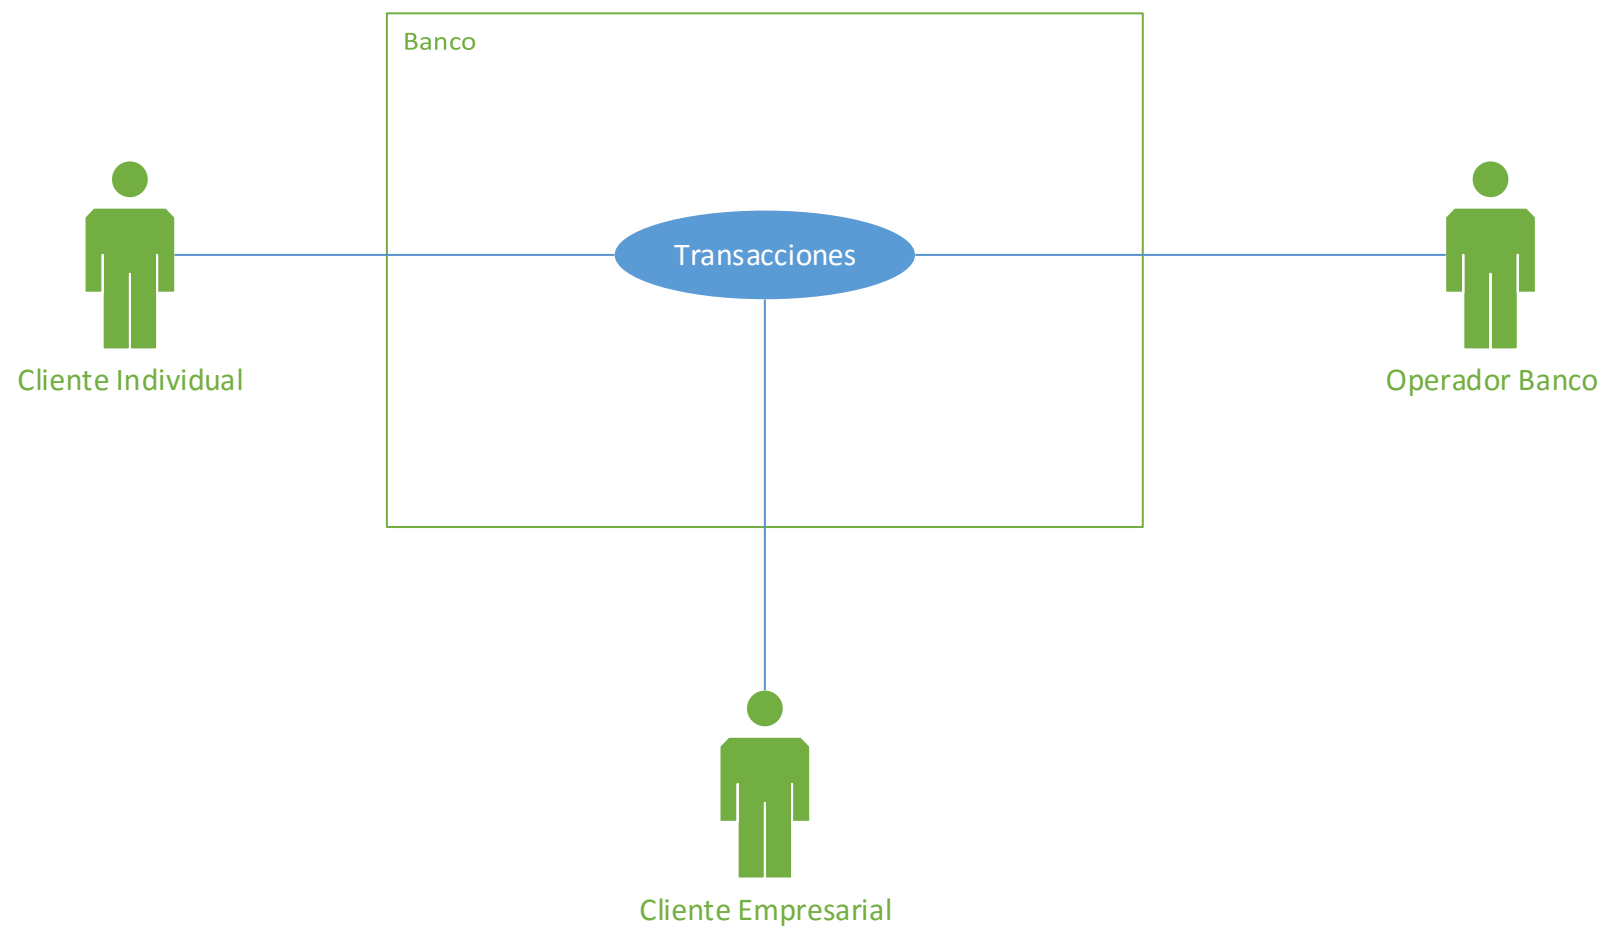 Banco
Transacciones
Cliente Individual
Operador Banco
Cliente Empresarial